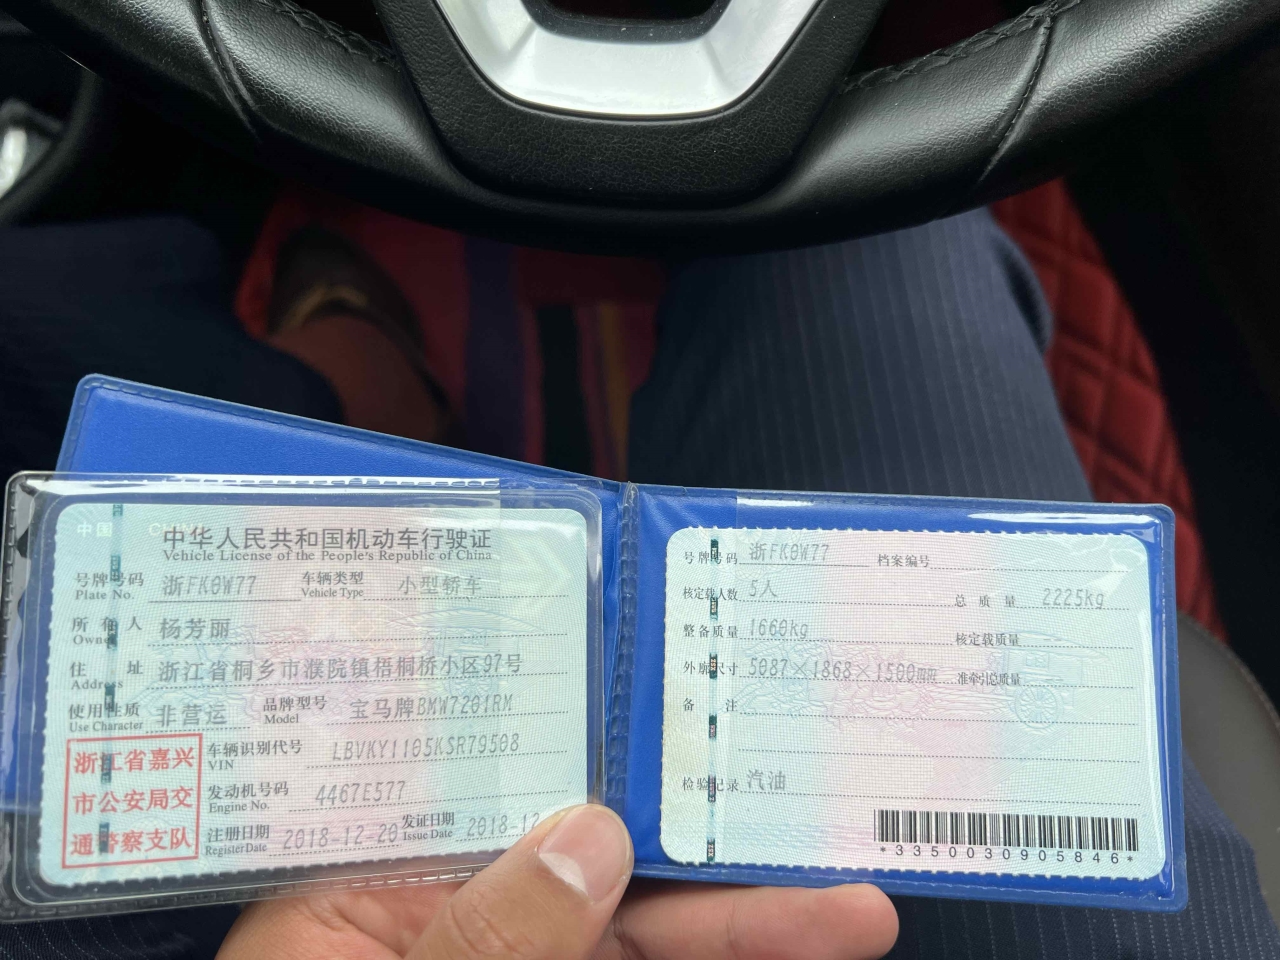 中国 CHINA
中华人民共和国机动车行驶证
Vehicle License of the People's Republic of China
号牌号码 浙FK0W77 车辆类型 小型轿车
Plate No. Vehicle Type
所有人 杨芳丽
Owner
住址 浙江省桐乡市濮院镇梧桐桥小区97号
Address
使用性质 非营运 品牌型号 宝马牌BMW7201RM
Use Character Model
浙江省嘉兴
市公安局交
通警察支队
车辆识别代号 LBVKY1105KSR79508
VIN
发动机号码 4467E577
Engine No.
注册日期 2018-12-20 发证日期 2018-12
Register Date Issue Date
号牌号码 浙FK0W77 档案编号
核定载人数 5人 总质量 2225kg
整备质量 1660kg 核定载质量
外廓尺寸 5087×1868×1500mm 准牵引总质量
备注
检验记录 汽油
*3350030905846*